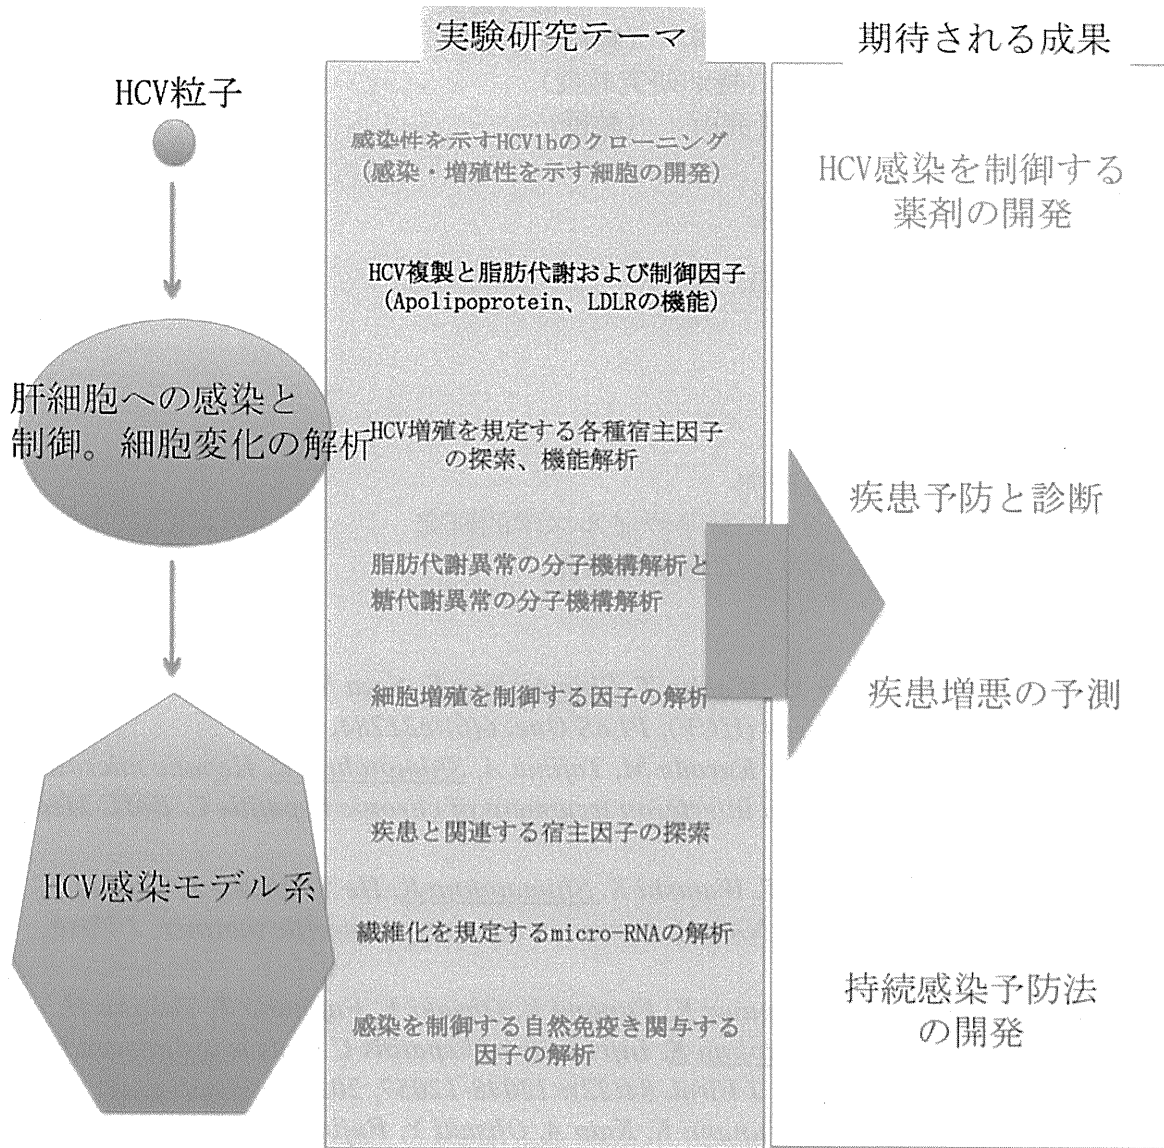 実験研究テーマ
期待される成果
HCV粒子
肝細胞への感染と
制御。細胞変化の解析
HCV感染モデル系
感染性を示すHCV1bのクローニング
(感染・増殖性を示す細胞の開発)
HCV複製と脂肪代謝および制御因子
(Apolipoprotein、LDLRの機能)
HCV増殖を規定する各種宿主因子
の探索、機能解析
脂肪代謝異常の分子機構解析と
糖代謝異常の分子機構解析
細胞増殖を制御する因子の解析
疾患と関連する宿主因子の探索
繊維化を規定するmicro-RNAの解析
感染を制御する自然免疫き関与する
因子の解析
HCV感染を制御する
薬剤の開発
疾患予防と診断
疾患増悪の予測
持続感染予防法
の開発